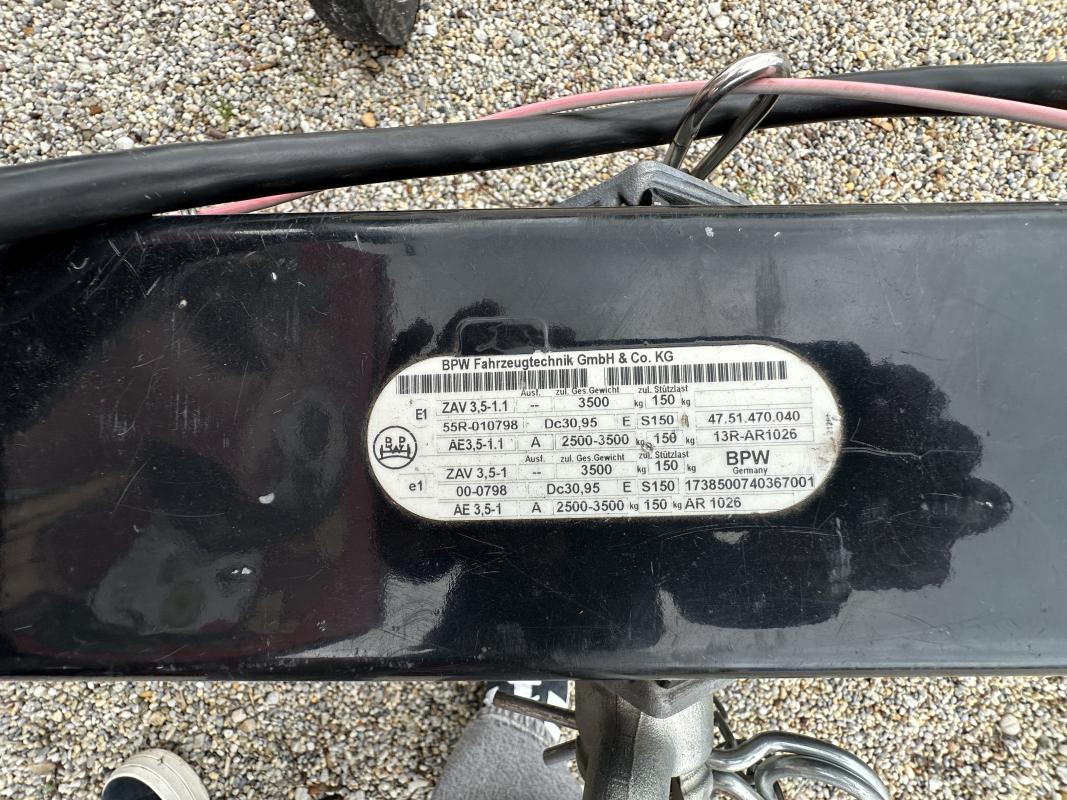 BPW Fahrzeugtechnik GmbH & Co. KG
Ausf. zul. Ges.Gewicht zul. Stützlast
E1 ZAV 3,5-1.1 -- 3500 kg 150 kg
55R-010798 Dc30,95 E S150 47.51.470.040
AE3,5-1.1 A 2500-3500 kg 150 kg 13R-AR1026
BPW
Ausf. zul. Ges.Gewicht zul. Stützlast BPW
ZAV 3,5-1 -- 3500 kg 150 kg Germany
e1 00-0798 Dc30,95 E S150 1738500740367001
AE 3,5-1 A 2500-3500 kg 150 kg AR 1026